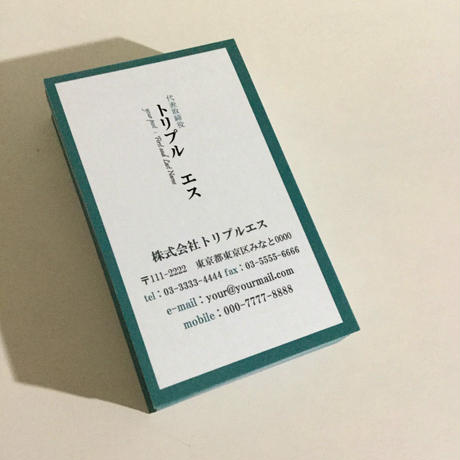 代表取締役
トリプル エス
your post : First and Last Name
株式会社トリプルエス
〒111-2222 東京都東京区みなと0000
tel：03-3333-4444 fax：03-5555-6666
e-mail：your@yourmail.com
mobile：000-7777-8888